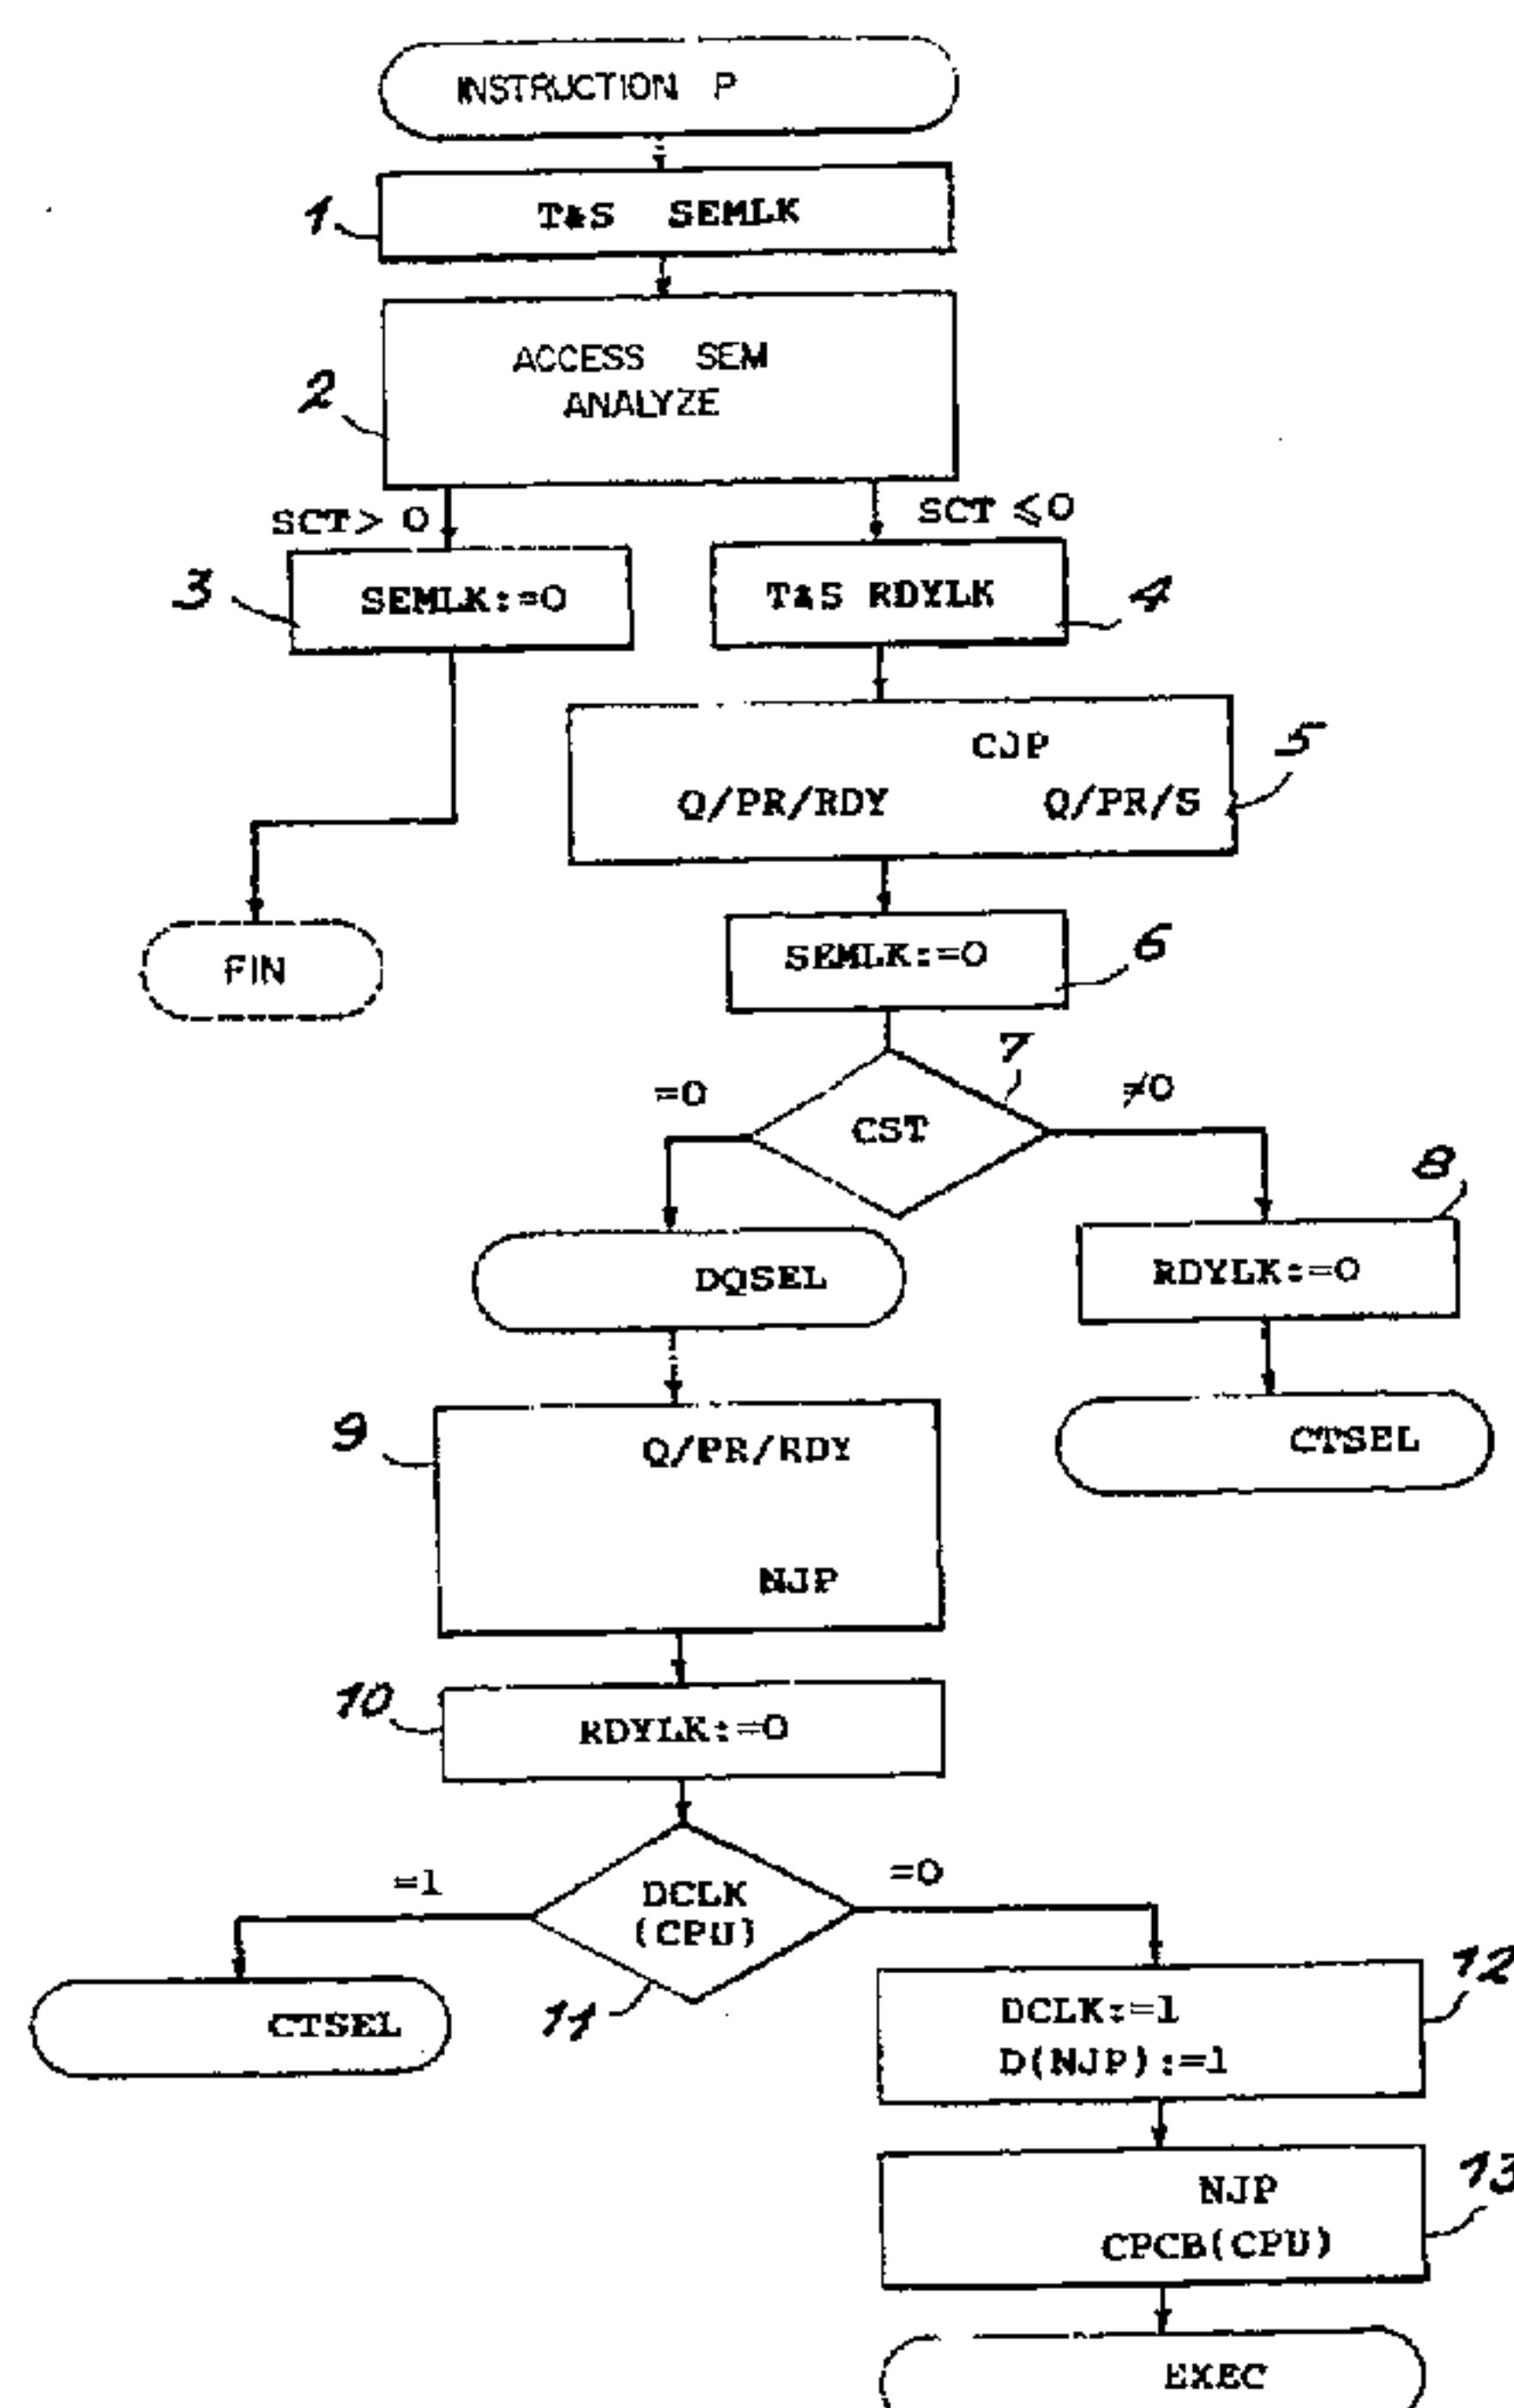 INSTRUCTION P
1
T&S SEMLK
ACCESS SEM
ANALYZE
2
SCT > 0
SCT ⩽0
3
SEMLK:=0
T&S RDYLK
4
CJP
Q/PR/RDY Q/PR/S
5
FIN
SEMLK:=0
6
7
=0
CST
≠0
8
DQSEL
RDYLK:=0
9
Q/PR/RDY
CTSEL
NJP
10
RDYLK:=0
=1
DCLK
(CPU)
=0
11
CTSEL
DCLK:=1
D(NJP):=1
12
NJP
CPCB(CPU)
13
EXEC